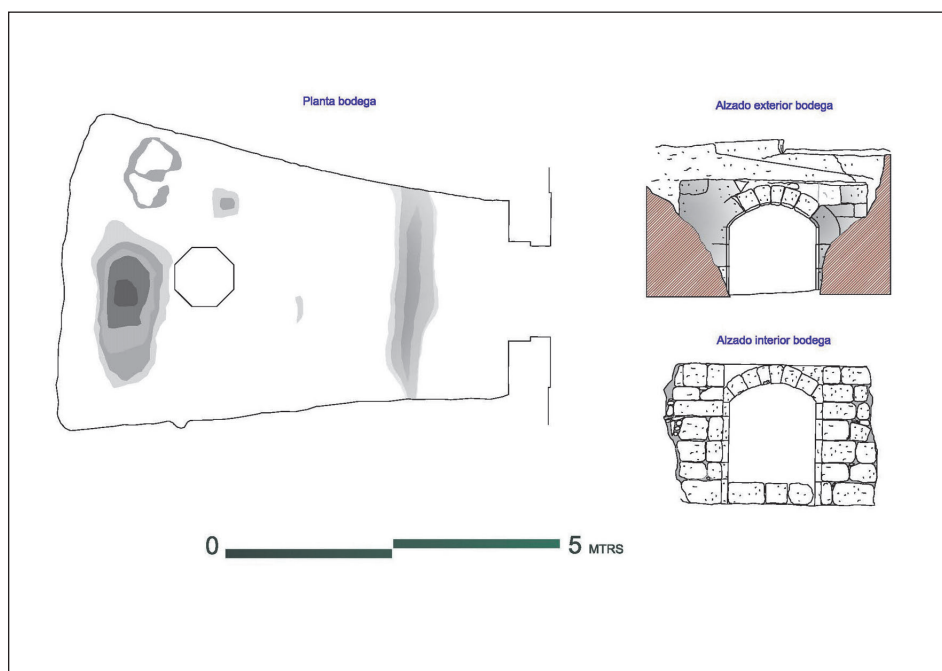 Planta bodega
Alzado exterior bodega
Alzado interior bodega
0 5 MTRS